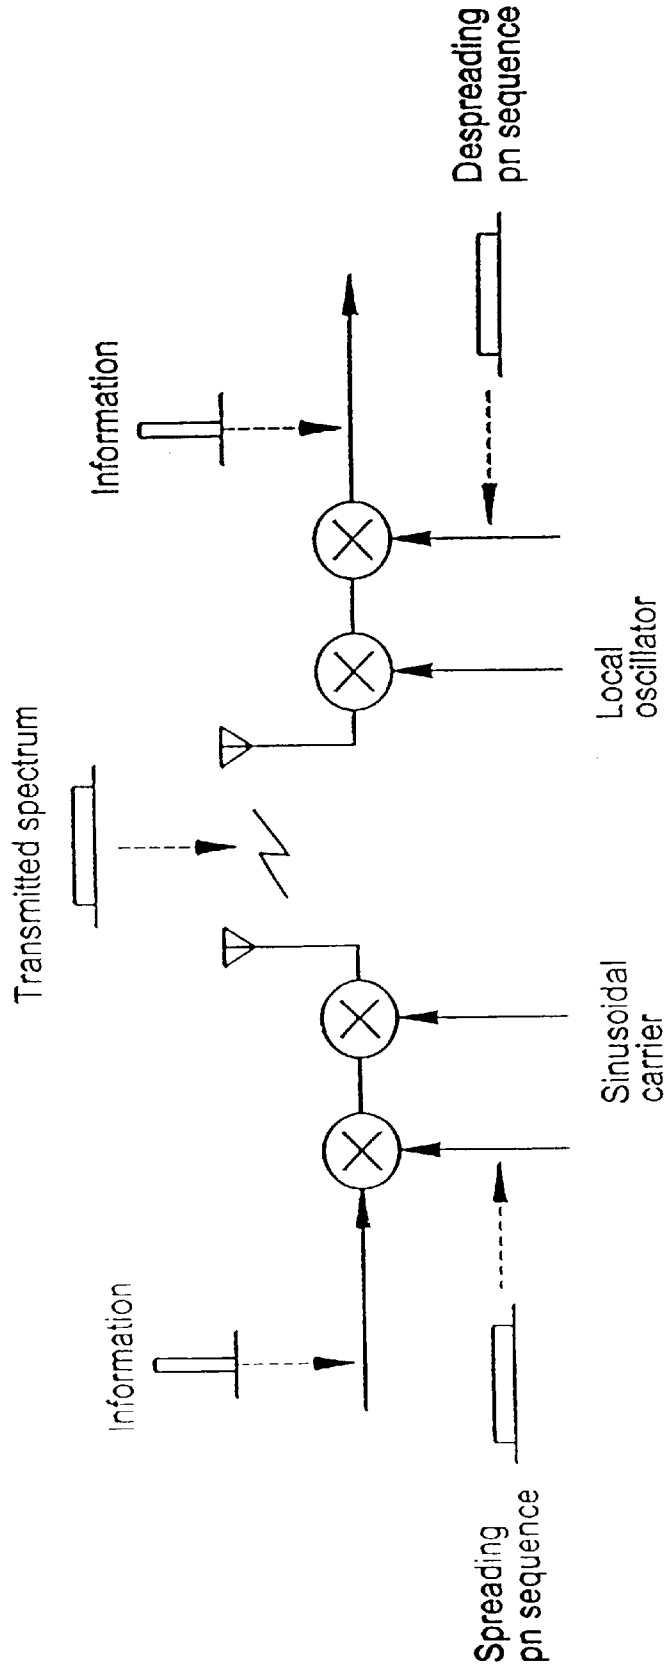 Transmitted spectrum
Information
Information
Spreading
pn sequence
Sinusoidal
carrier
Local
oscillator
Despreading
pn sequence